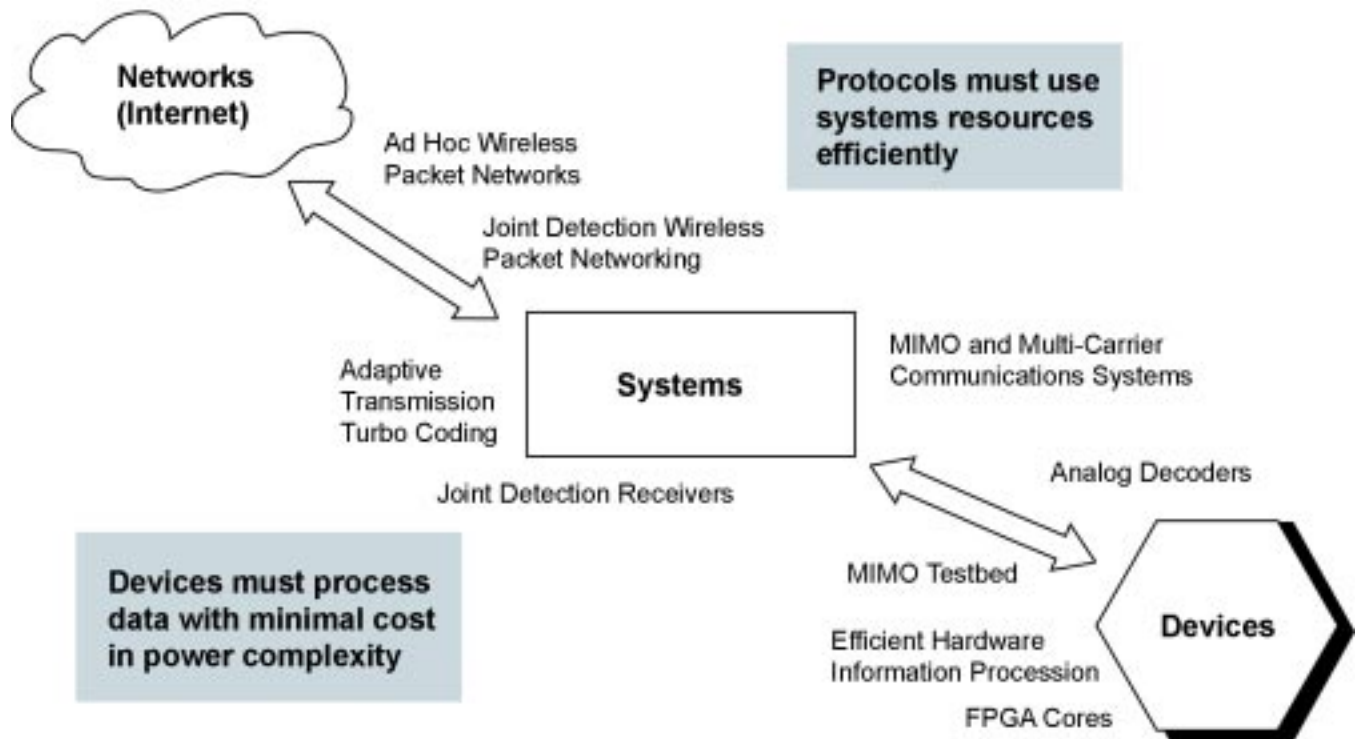 Networks
(Internet)
Protocols must use
systems resources
efficiently
Ad Hoc Wireless
Packet Networks
Joint Detection Wireless
Packet Networking
Adaptive
Transmission
Turbo Coding
Systems
MIMO and Multi-Carrier
Communications Systems
Joint Detection Receivers
Analog Decoders
Devices must process
data with minimal cost
in power complexity
MIMO Testbed
Efficient Hardware
Information Procession
FPGA Cores
Devices